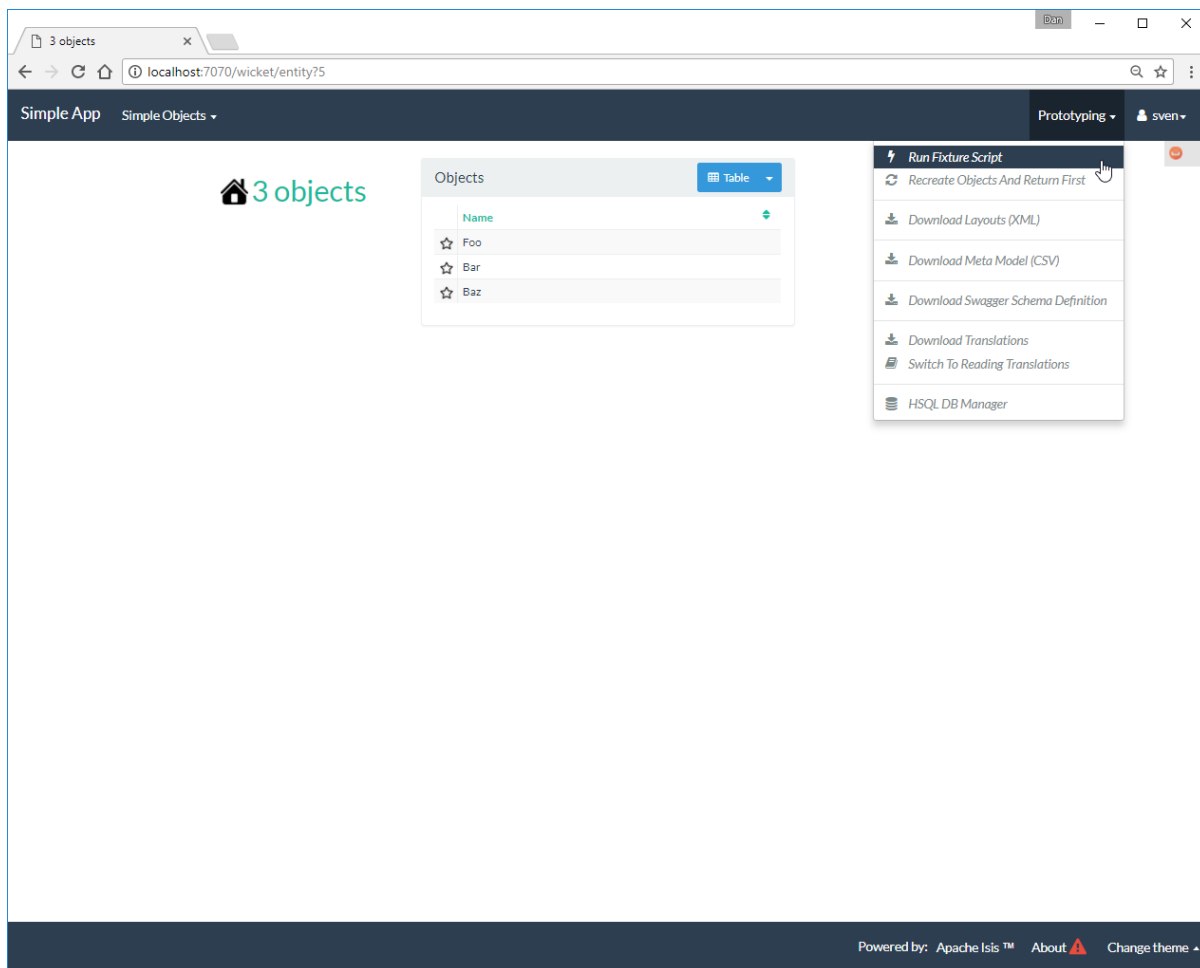 Dan
3 objects
localhost:7070/wicket/entity?5
Simple App Simple Objects Prototyping sven
3 objects
Objects Table
Name
Foo
Bar
Baz
Run Fixture Script
Recreate Objects And Return First
Download Layouts (XML)
Download Meta Model (CSV)
Download Swagger Schema Definition
Download Translations
Switch To Reading Translations
HSQL DB Manager
Powered by: Apache Isis ™ About Change theme